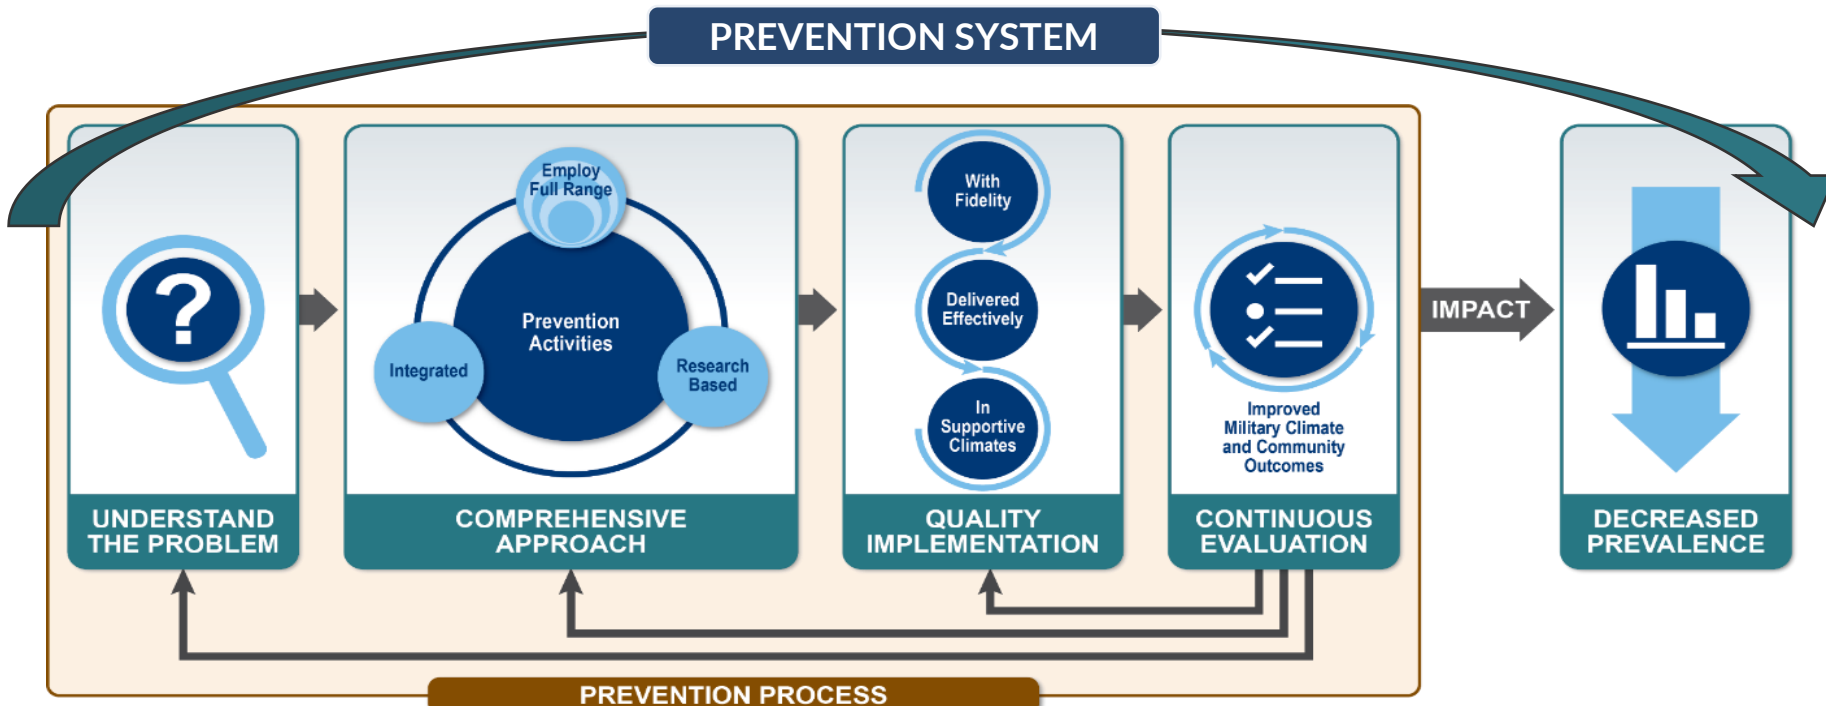 PREVENTION SYSTEM
Employ
Full Range
Prevention
Activities
Integrated
Research
Based
With
Fidelity
Delivered
Effectively
In
Supportive
Climates
Improved
Military Climate
and Community
Outcomes
IMPACT
UNDERSTAND
THE PROBLEM
COMPREHENSIVE
APPROACH
QUALITY
IMPLEMENTATION
CONTINUOUS
EVALUATION
DECREASED
PREVALENCE
PREVENTION PROCESS